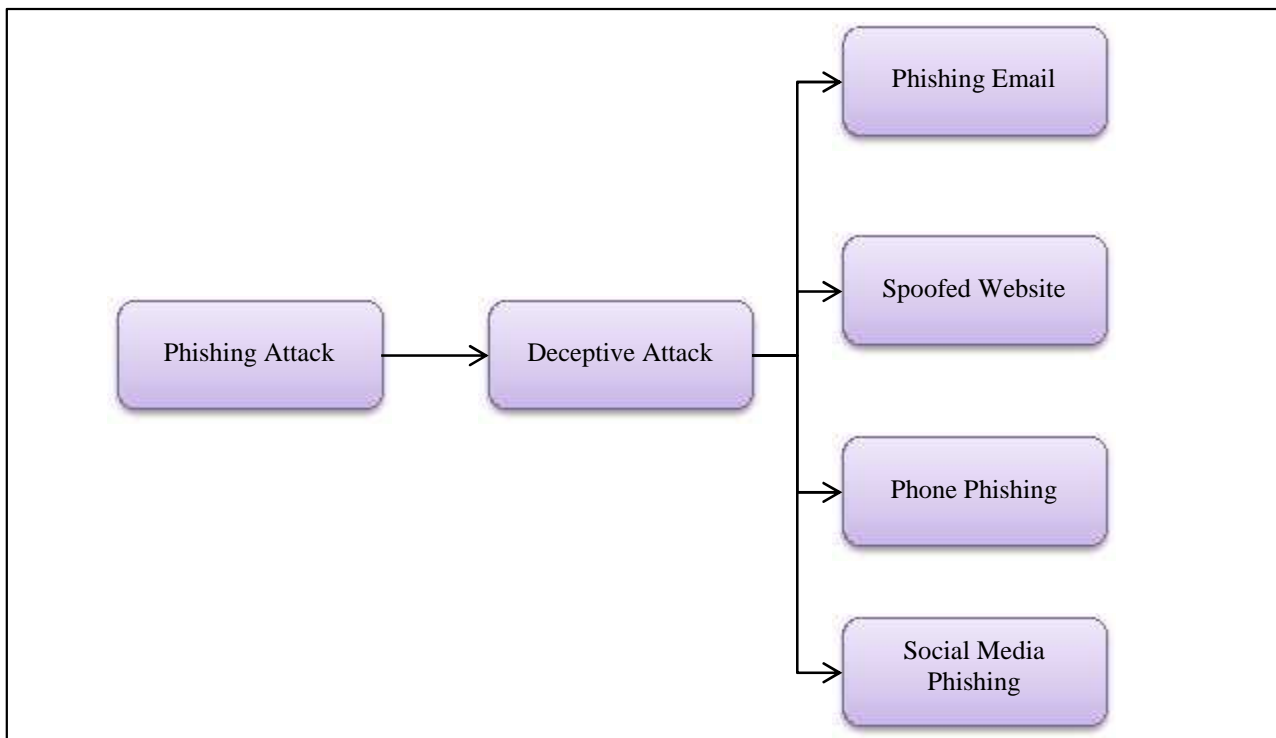 Phishing Attack
Deceptive Attack
Phishing Email
Spoofed Website
Phone Phishing
Social Media
Phishing